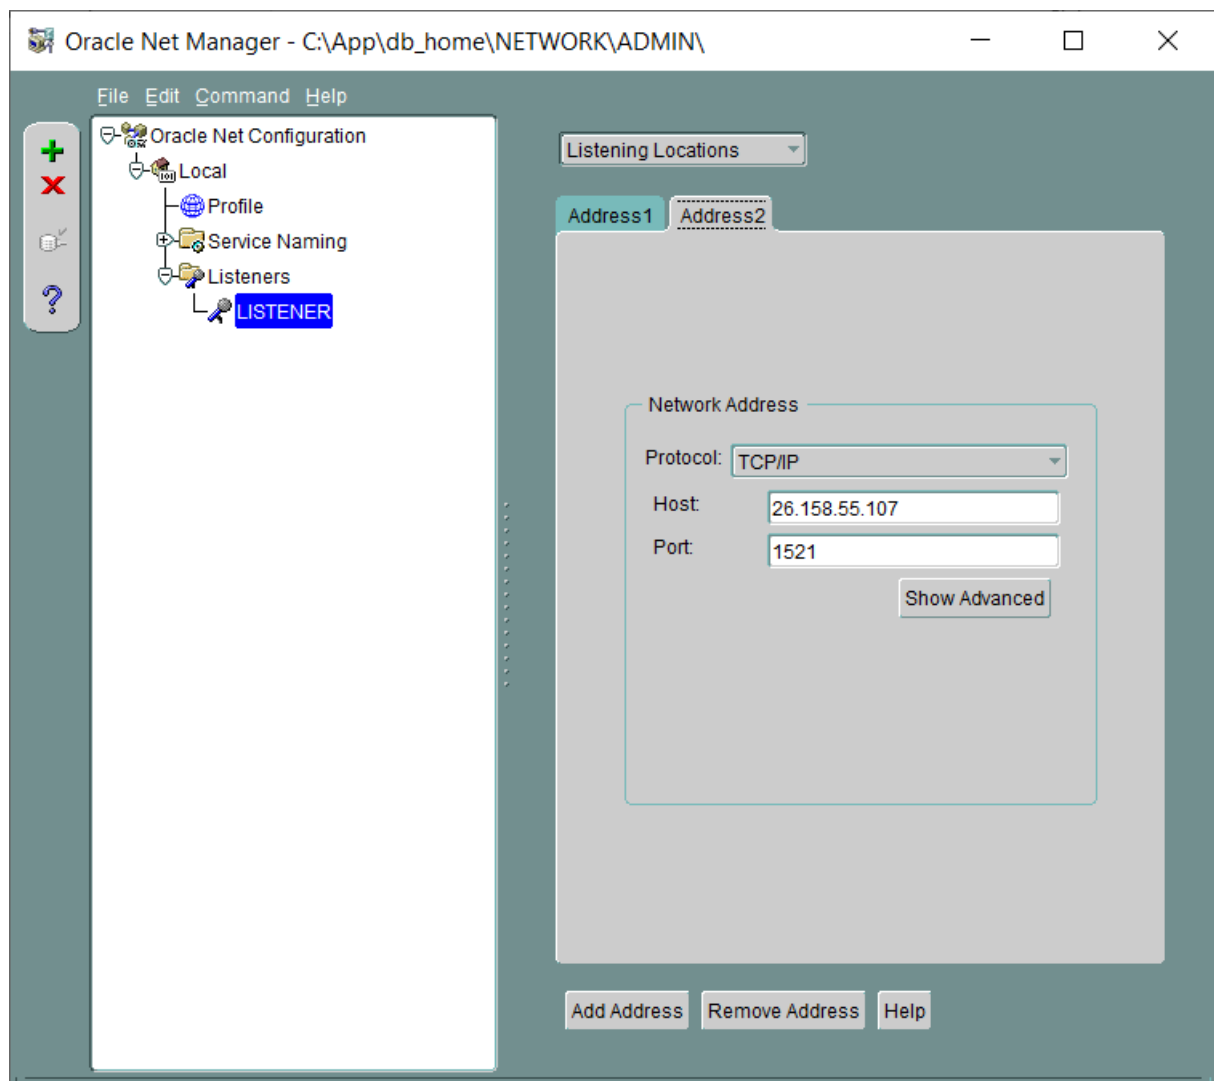 Oracle Net Manager - C:\App\db_home\NETWORK\ADMIN\
File Edit Command Help
Oracle Net Configuration
Local
Profile
Service Naming
Listeners
LISTENER
Listening Locations
Address1 Address2
Network Address
Protocol: TCP/IP
Host: 26.158.55.107
Port: 1521
Show Advanced
Add Address Remove Address Help